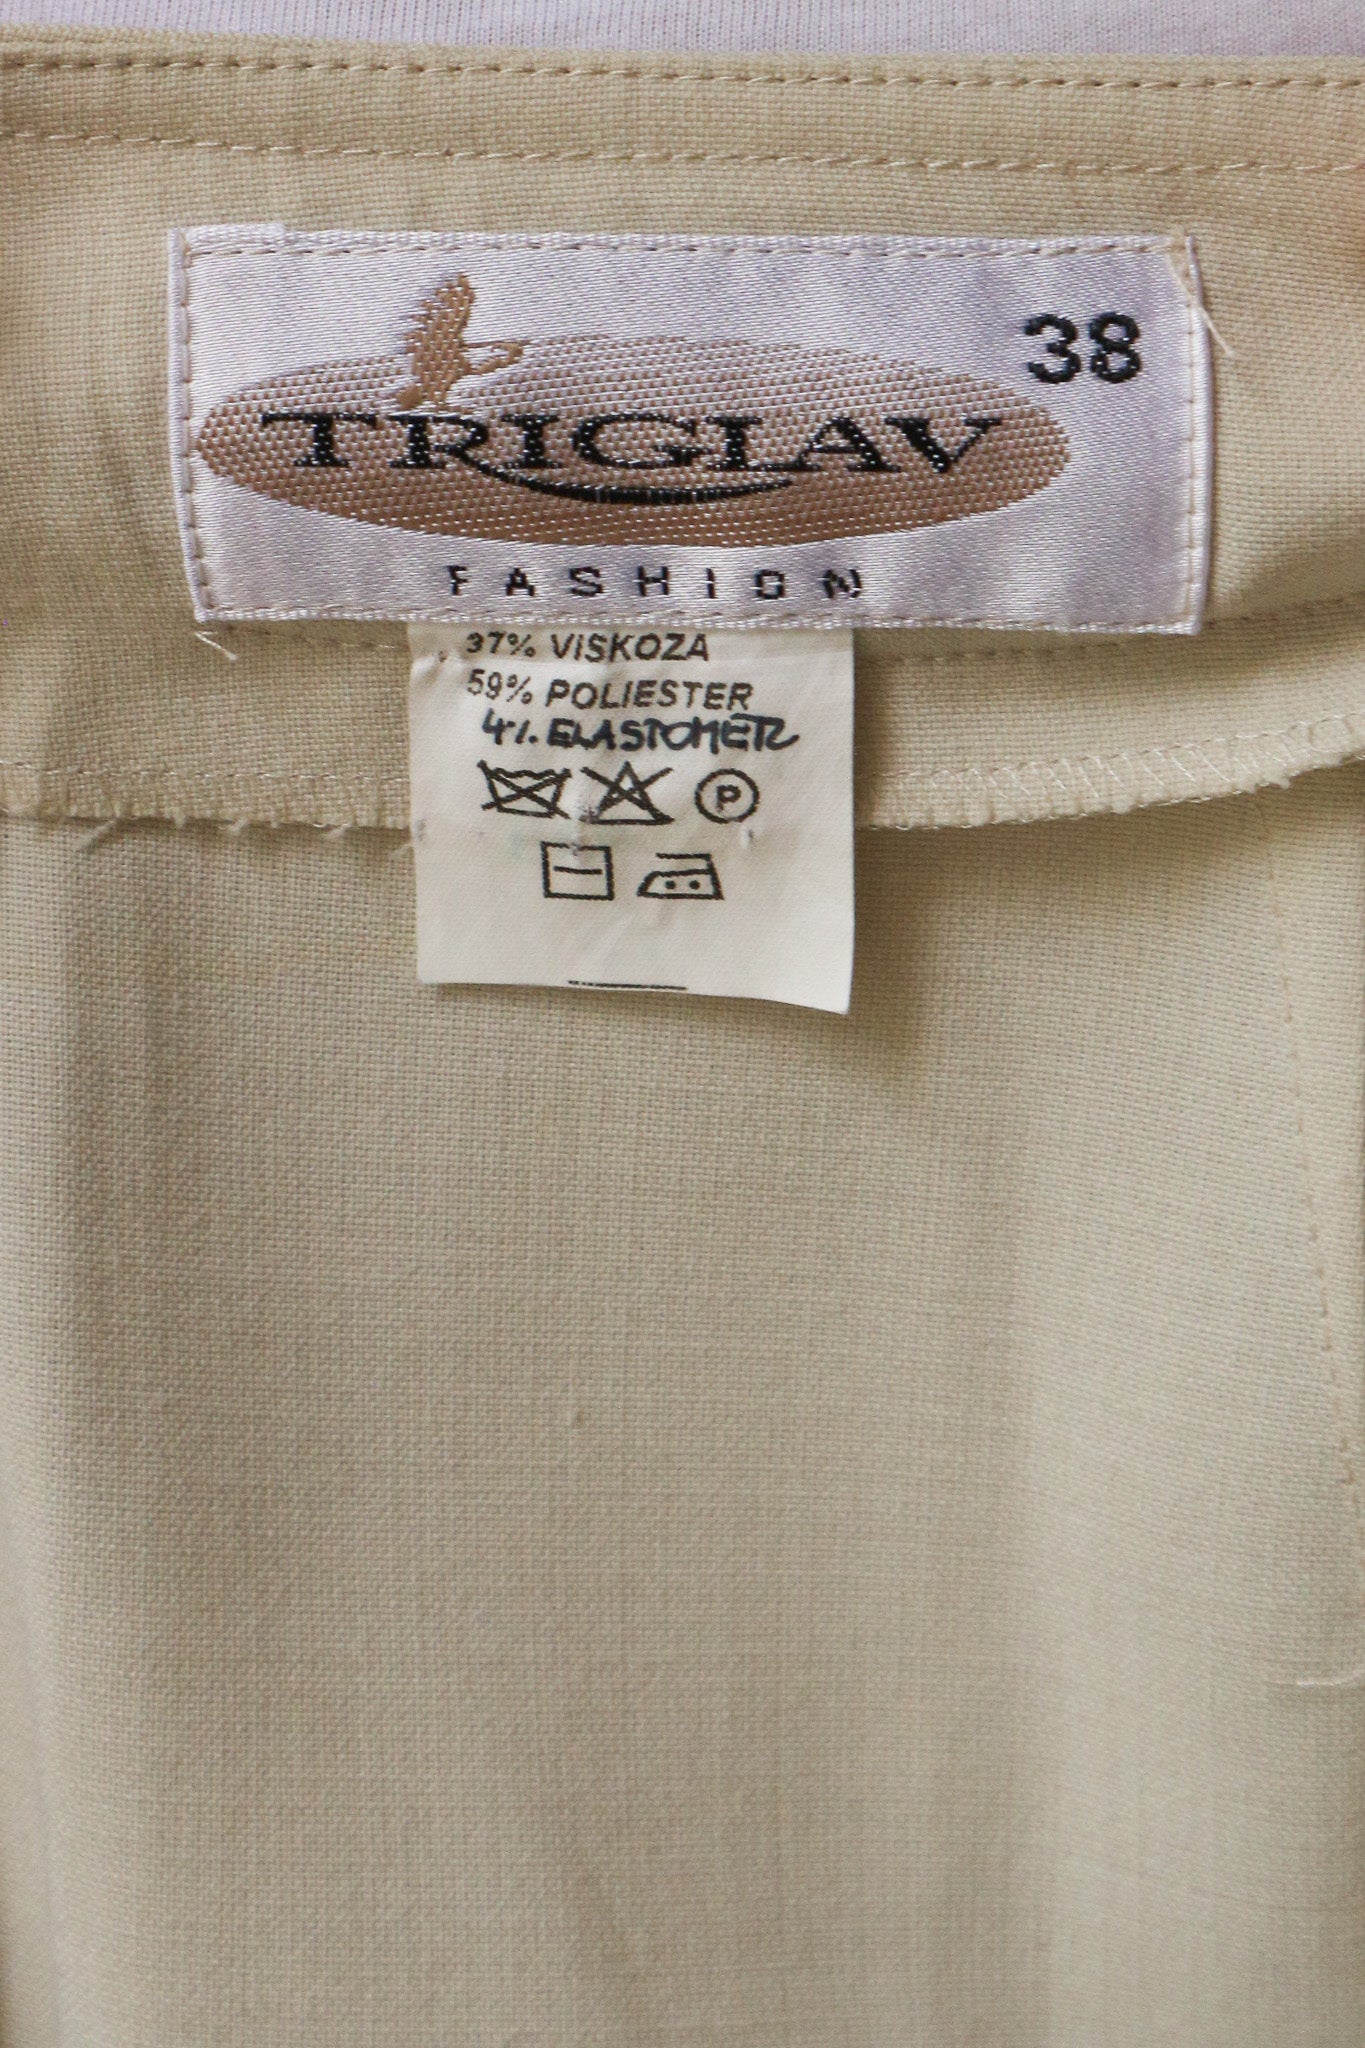 38
TRIGLAV
FASHION
37% VISKOZA
59% POLIESTER
4%. ELASTOMER
P